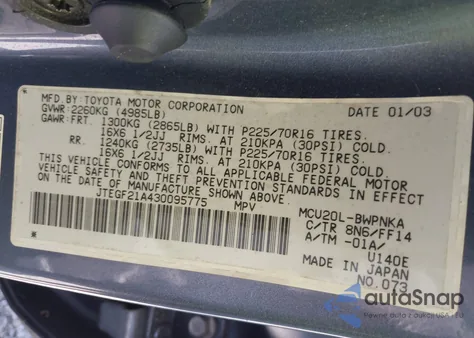 MFD.BY:TOYOTA MOTOR CORPORATION DATE 01/03
GVWR:2260KG (4985LB)
GAWR:FRT. 1300KG (2865LB) WITH P225/70R16 TIRES.
16X6 1/2JJ RIMS. AT 210KPA (30PSI) COLD.
RR. 1240KG (2735LB) WITH P225/70R16 TIRES.
16X6 1/2JJ RIMS. AT 210KPA (30PSI) COLD.
THIS VEHICLE CONFORMS TO ALL APPLICABLE FEDERAL MOTOR
VEHICLE SAFETY AND THEFT PREVENTION STANDARDS IN EFFECT
ON THE DATE OF MANUFACTURE SHOWN ABOVE.
JTEGF21A430095775 MPV
MCU20L-BWPNKA
C/TR 8N6/FF14
A/TM -01A/
U140E
MADE IN JAPAN
NO.073
autaSnap